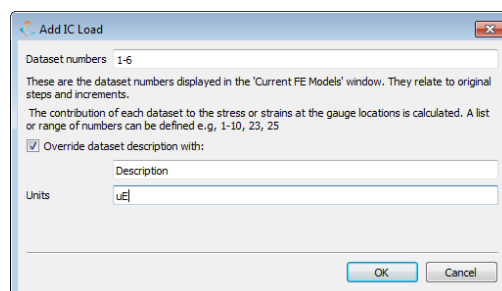 Add IC Load
Dataset numbers 1-6
These are the dataset numbers displayed in the 'Current FE Models' window. They relate to original
steps and increments.
The contribution of each dataset to the stress or strains at the gauge locations is calculated. A list
or range of numbers can be defined e.g, 1-10, 23, 25
Override dataset description with:
Description
Units uE
OK Cancel